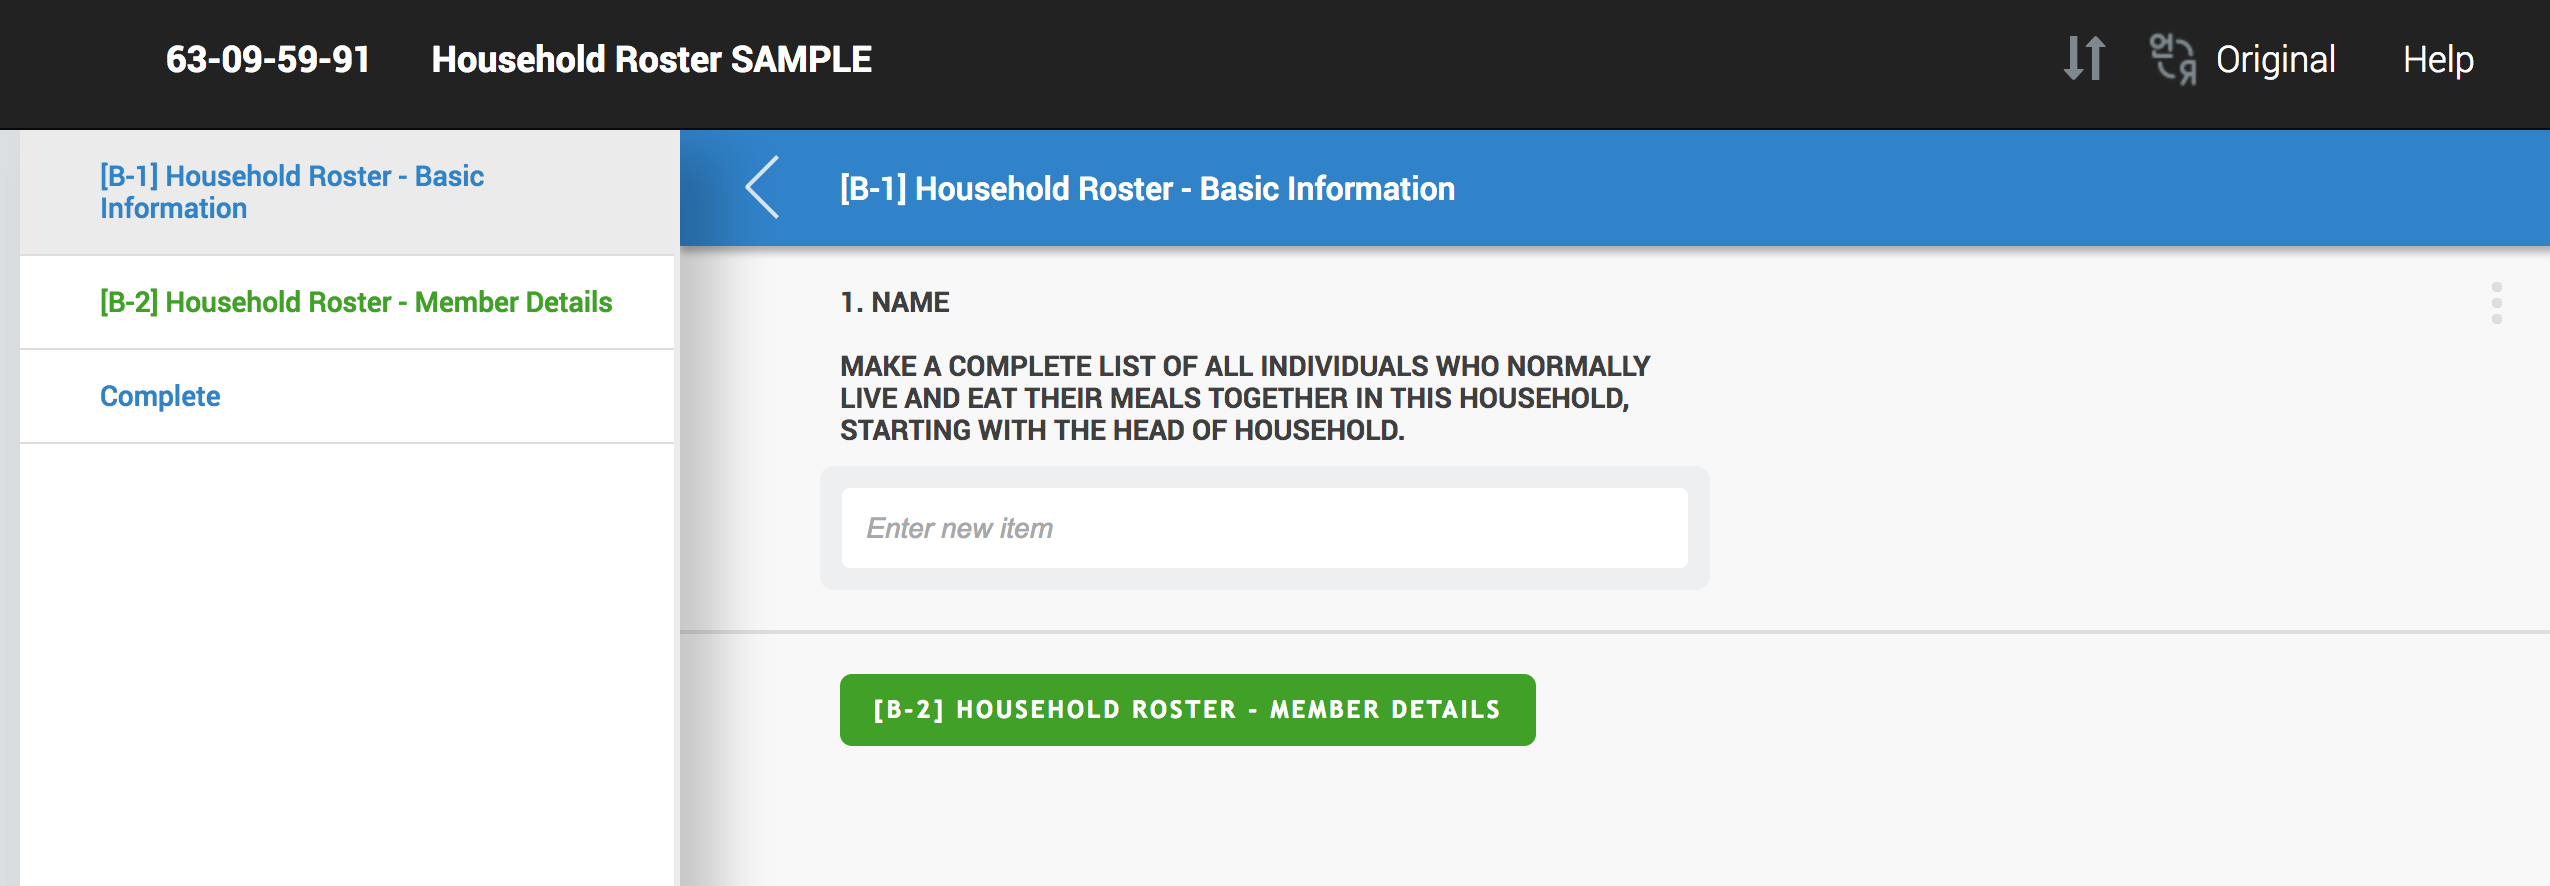 63-09-59-91 Household Roster SAMPLE Original Help
[B-1] Household Roster - Basic
Information
[B-2] Household Roster - Member Details
Complete
[B-1] Household Roster - Basic Information
1. NAME
MAKE A COMPLETE LIST OF ALL INDIVIDUALS WHO NORMALLY
LIVE AND EAT THEIR MEALS TOGETHER IN THIS HOUSEHOLD,
STARTING WITH THE HEAD OF HOUSEHOLD.
Enter new item
[B-2] HOUSEHOLD ROSTER - MEMBER DETAILS